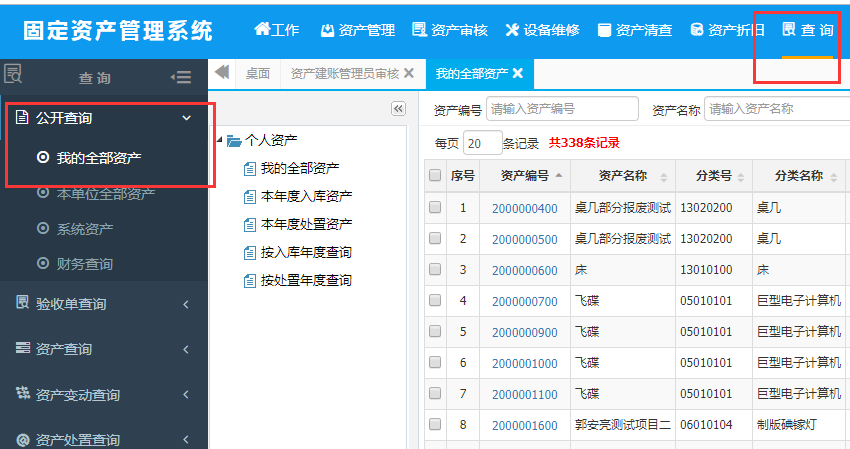 固定资产管理系统 工作 资产管理 资产审核 设备维修 资产清查 资产折旧 查 询
查 询 桌面 资产建账管理员审核 我的全部资产
公开查询
我的全部资产
本单位全部资产
系统资产
财务查询
验收单查询
资产查询
资产变动查询
资产处置查询
个人资产
我的全部资产
本年度入库资产
本年度处置资产
按入库年度查询
按处置年度查询
资产编号 请输入资产编号 资产名称 请输入资产名称
每页 20 条记录 共338条记录
序号 资产编号 资产名称 分类号 分类名称
1 2000000400 桌几部分报废测试 13020200 桌几
2 2000000500 桌几部分报废测试 13020200 桌几
3 2000000600 床 13010100 床
4 2000000700 飞碟 05010101 巨型电子计算机
5 2000000900 飞碟 05010101 巨型电子计算机
6 2000001000 飞碟 05010101 巨型电子计算机
7 2000001100 飞碟 05010101 巨型电子计算机
8 2000001600 郭安亮测试项目二 06010104 制版碘镓灯